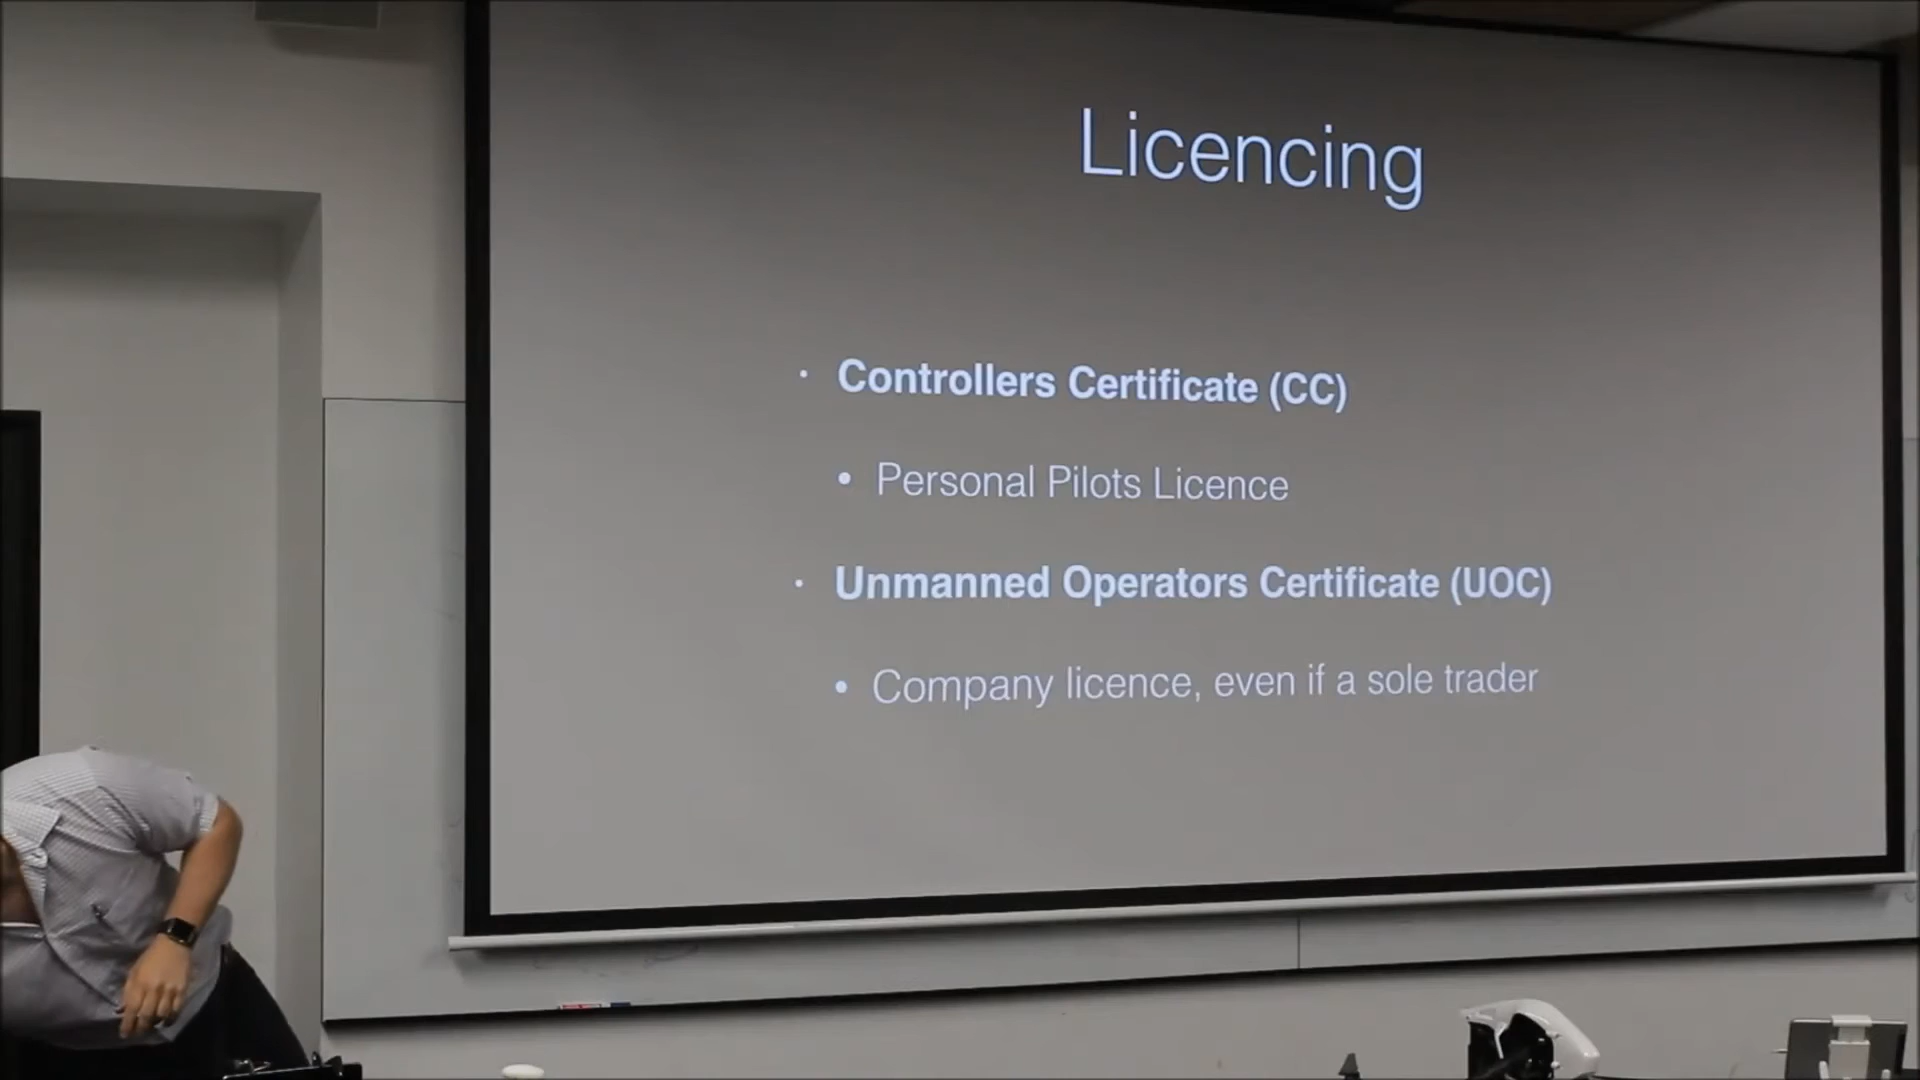 Licencing
· Controllers Certificate (CC)
• Personal Pilots Licence
· Unmanned Operators Certificate (UOC)
• Company licence, even if a sole trader